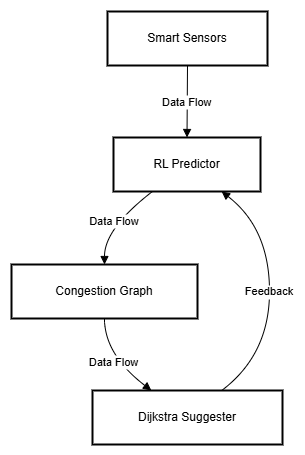 Smart Sensors
Data Flow
RL Predictor
Data Flow
Congestion Graph
Feedback
Data Flow
Dijkstra Suggester